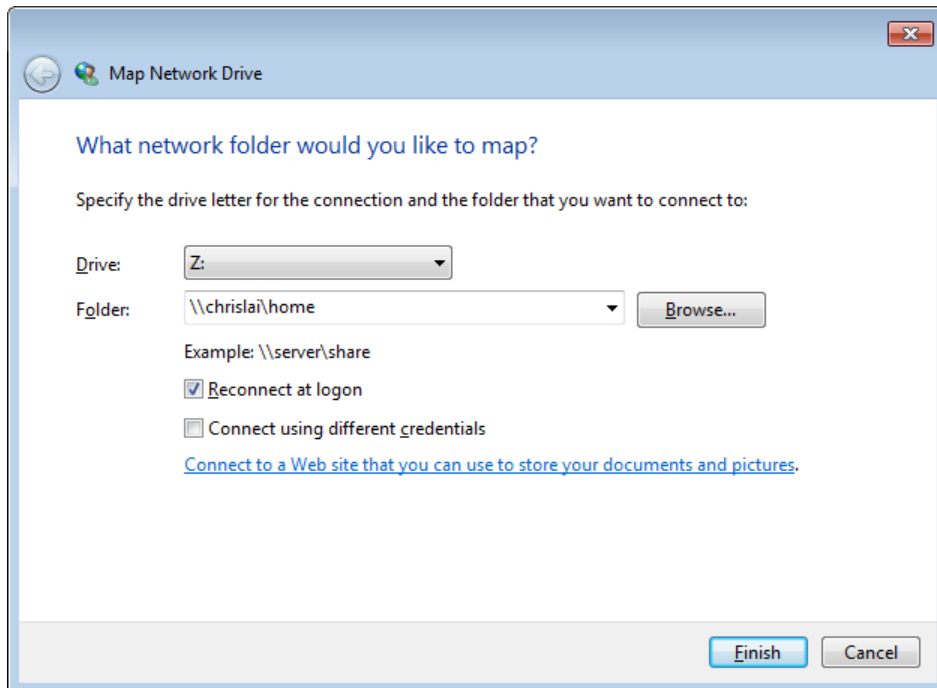 Map Network Drive
What network folder would you like to map?
Specify the drive letter for the connection and the folder that you want to connect to:
Drive: Z:
Folder: \\chrislai\home Browse...
Example: \\server\share
Reconnect at logon
Connect using different credentials
Connect to a Web site that you can use to store your documents and pictures.
Finish Cancel